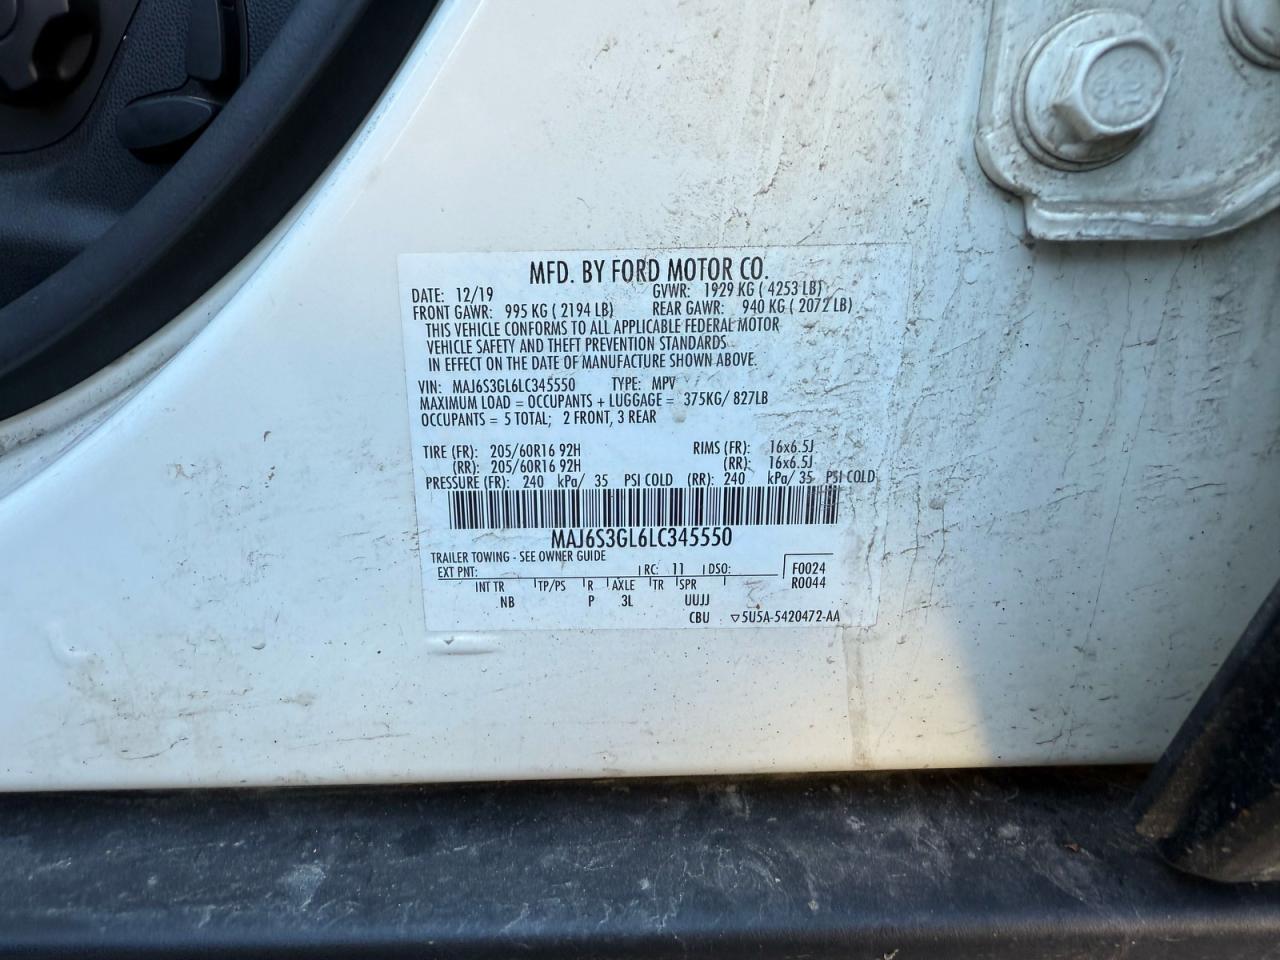 MFD. BY FORD MOTOR CO.
DATE: 12/19 GVWR: 1929 KG ( 4253 LB)
FRONT GAWR: 995 KG ( 2194 LB) REAR GAWR: 940 KG ( 2072 LB)
THIS VEHICLE CONFORMS TO ALL APPLICABLE FEDERAL MOTOR
VEHICLE SAFETY AND THEFT PREVENTION STANDARDS
IN EFFECT ON THE DATE OF MANUFACTURE SHOWN ABOVE.
VIN: MAJ6S3GL6LC345550 TYPE: MPV
MAXIMUM LOAD = OCCUPANTS + LUGGAGE = 375KG/ 827LB
OCCUPANTS = 5 TOTAL; 2 FRONT, 3 REAR
TIRE (FR): 205/60R16 92H RIMS (FR): 16x6.5J
(RR): 205/60R16 92H (RR): 16x6.5J
PRESSURE (FR): 240 kPa/ 35 PSI COLD (RR): 240 kPa/ 35 PSI COLD
MAJ6S3GL6LC345550
TRAILER TOWING - SEE OWNER GUIDE
EXT PNT: RC: 11 DSO: F0024
INT TR TP/PS R AXLE TR SPR R0044
NB P 3L UUJJ
CBU ▽5U5A-5420472-AA